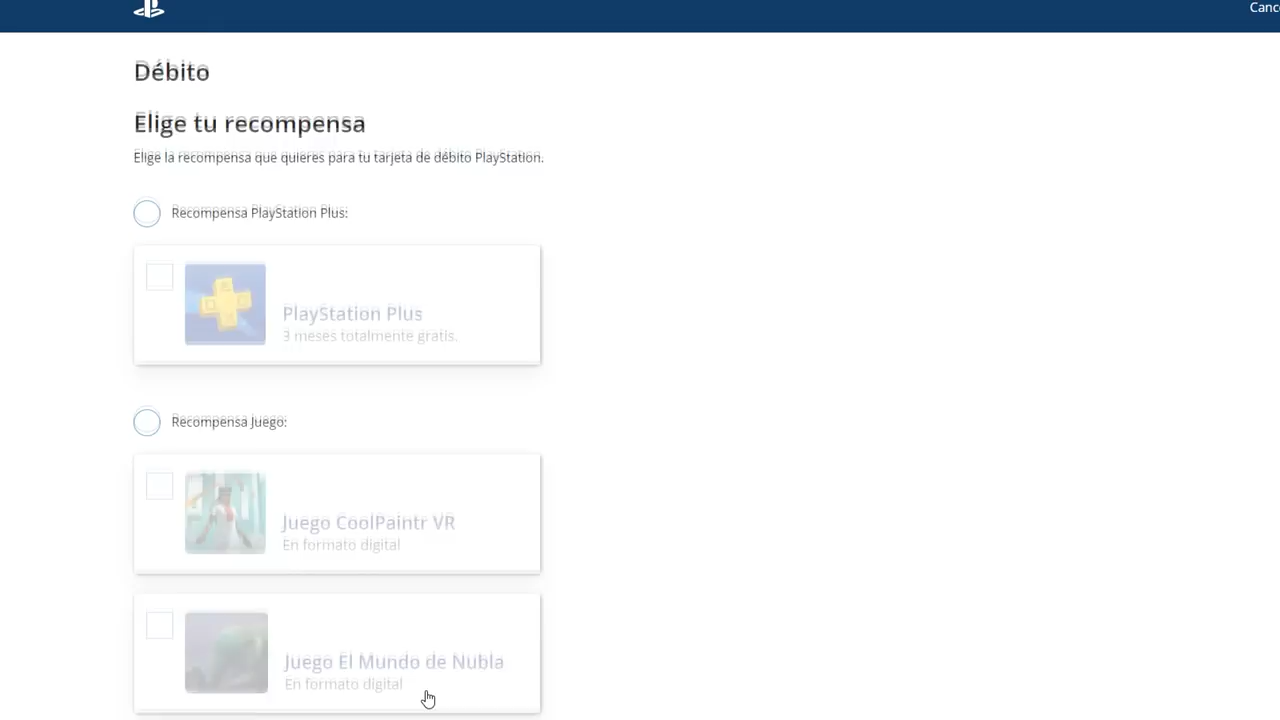 Canc
Débito
Elige tu recompensa
Elige la recompensa que quieres para tu tarjeta de débito PlayStation.
Recompensa PlayStation Plus:
PlayStation Plus
3 meses totalmente gratis.
Recompensa Juego:
Juego CoolPaintr VR
En formato digital
Juego El Mundo de Nubla
En formato digital